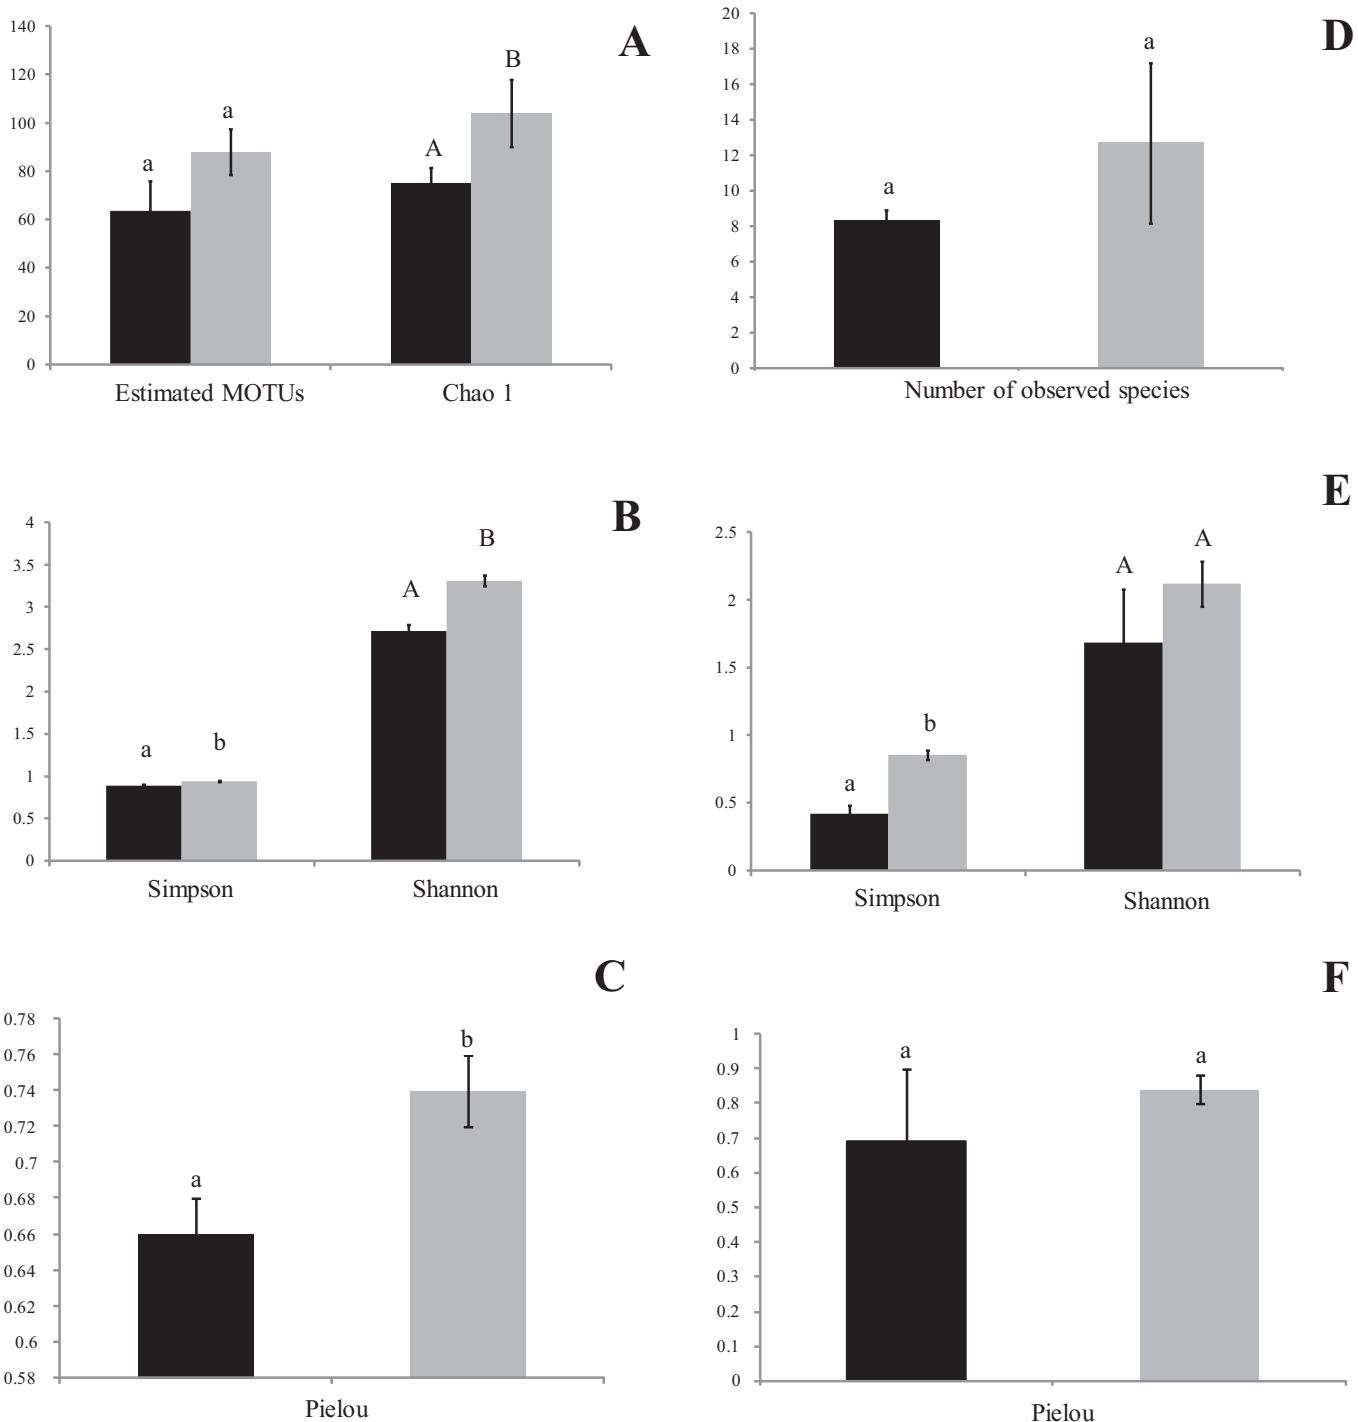 A
140
120
100
80
60
40
20
0
a
a
A
B
Estimated MOTUs
Chao 1
D
20
18
16
14
12
10
8
6
4
2
0
a
a
Number of observed species
B
4
3.5
3
2.5
2
1.5
1
0.5
0
a
b
A
B
Simpson
Shannon
E
2.5
2
1.5
1
0.5
0
a
b
A
A
Simpson
Shannon
C
0.78
0.76
0.74
0.72
0.7
0.68
0.66
0.64
0.62
0.6
0.58
a
b
Pielou
F
1
0.9
0.8
0.7
0.6
0.5
0.4
0.3
0.2
0.1
0
a
a
Pielou